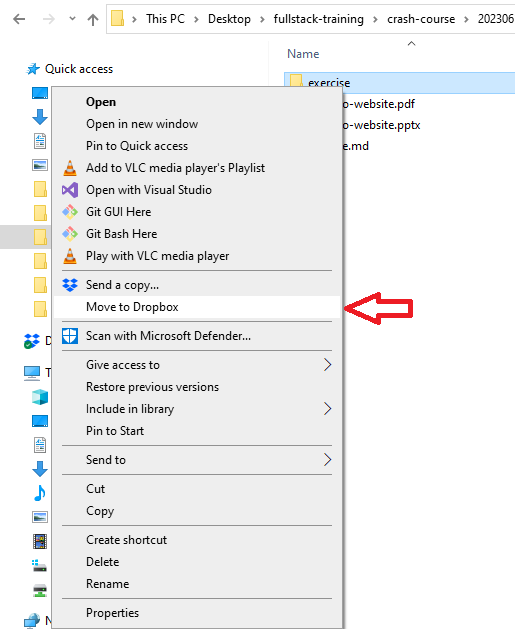 This PC > Desktop > fullstack-training > crash-course > 202306
Name
Quick access
exercise
o-website.pdf
o-website.pptx
e.md
Open
Open in new window
Pin to Quick access
Add to VLC media player's Playlist
Open with Visual Studio
Git GUI Here
Git Bash Here
Play with VLC media player
Send a copy...
Move to Dropbox
Scan with Microsoft Defender...
Give access to
Restore previous versions
Include in library
Pin to Start
Send to
Cut
Copy
Create shortcut
Delete
Rename
Properties
D
T
N